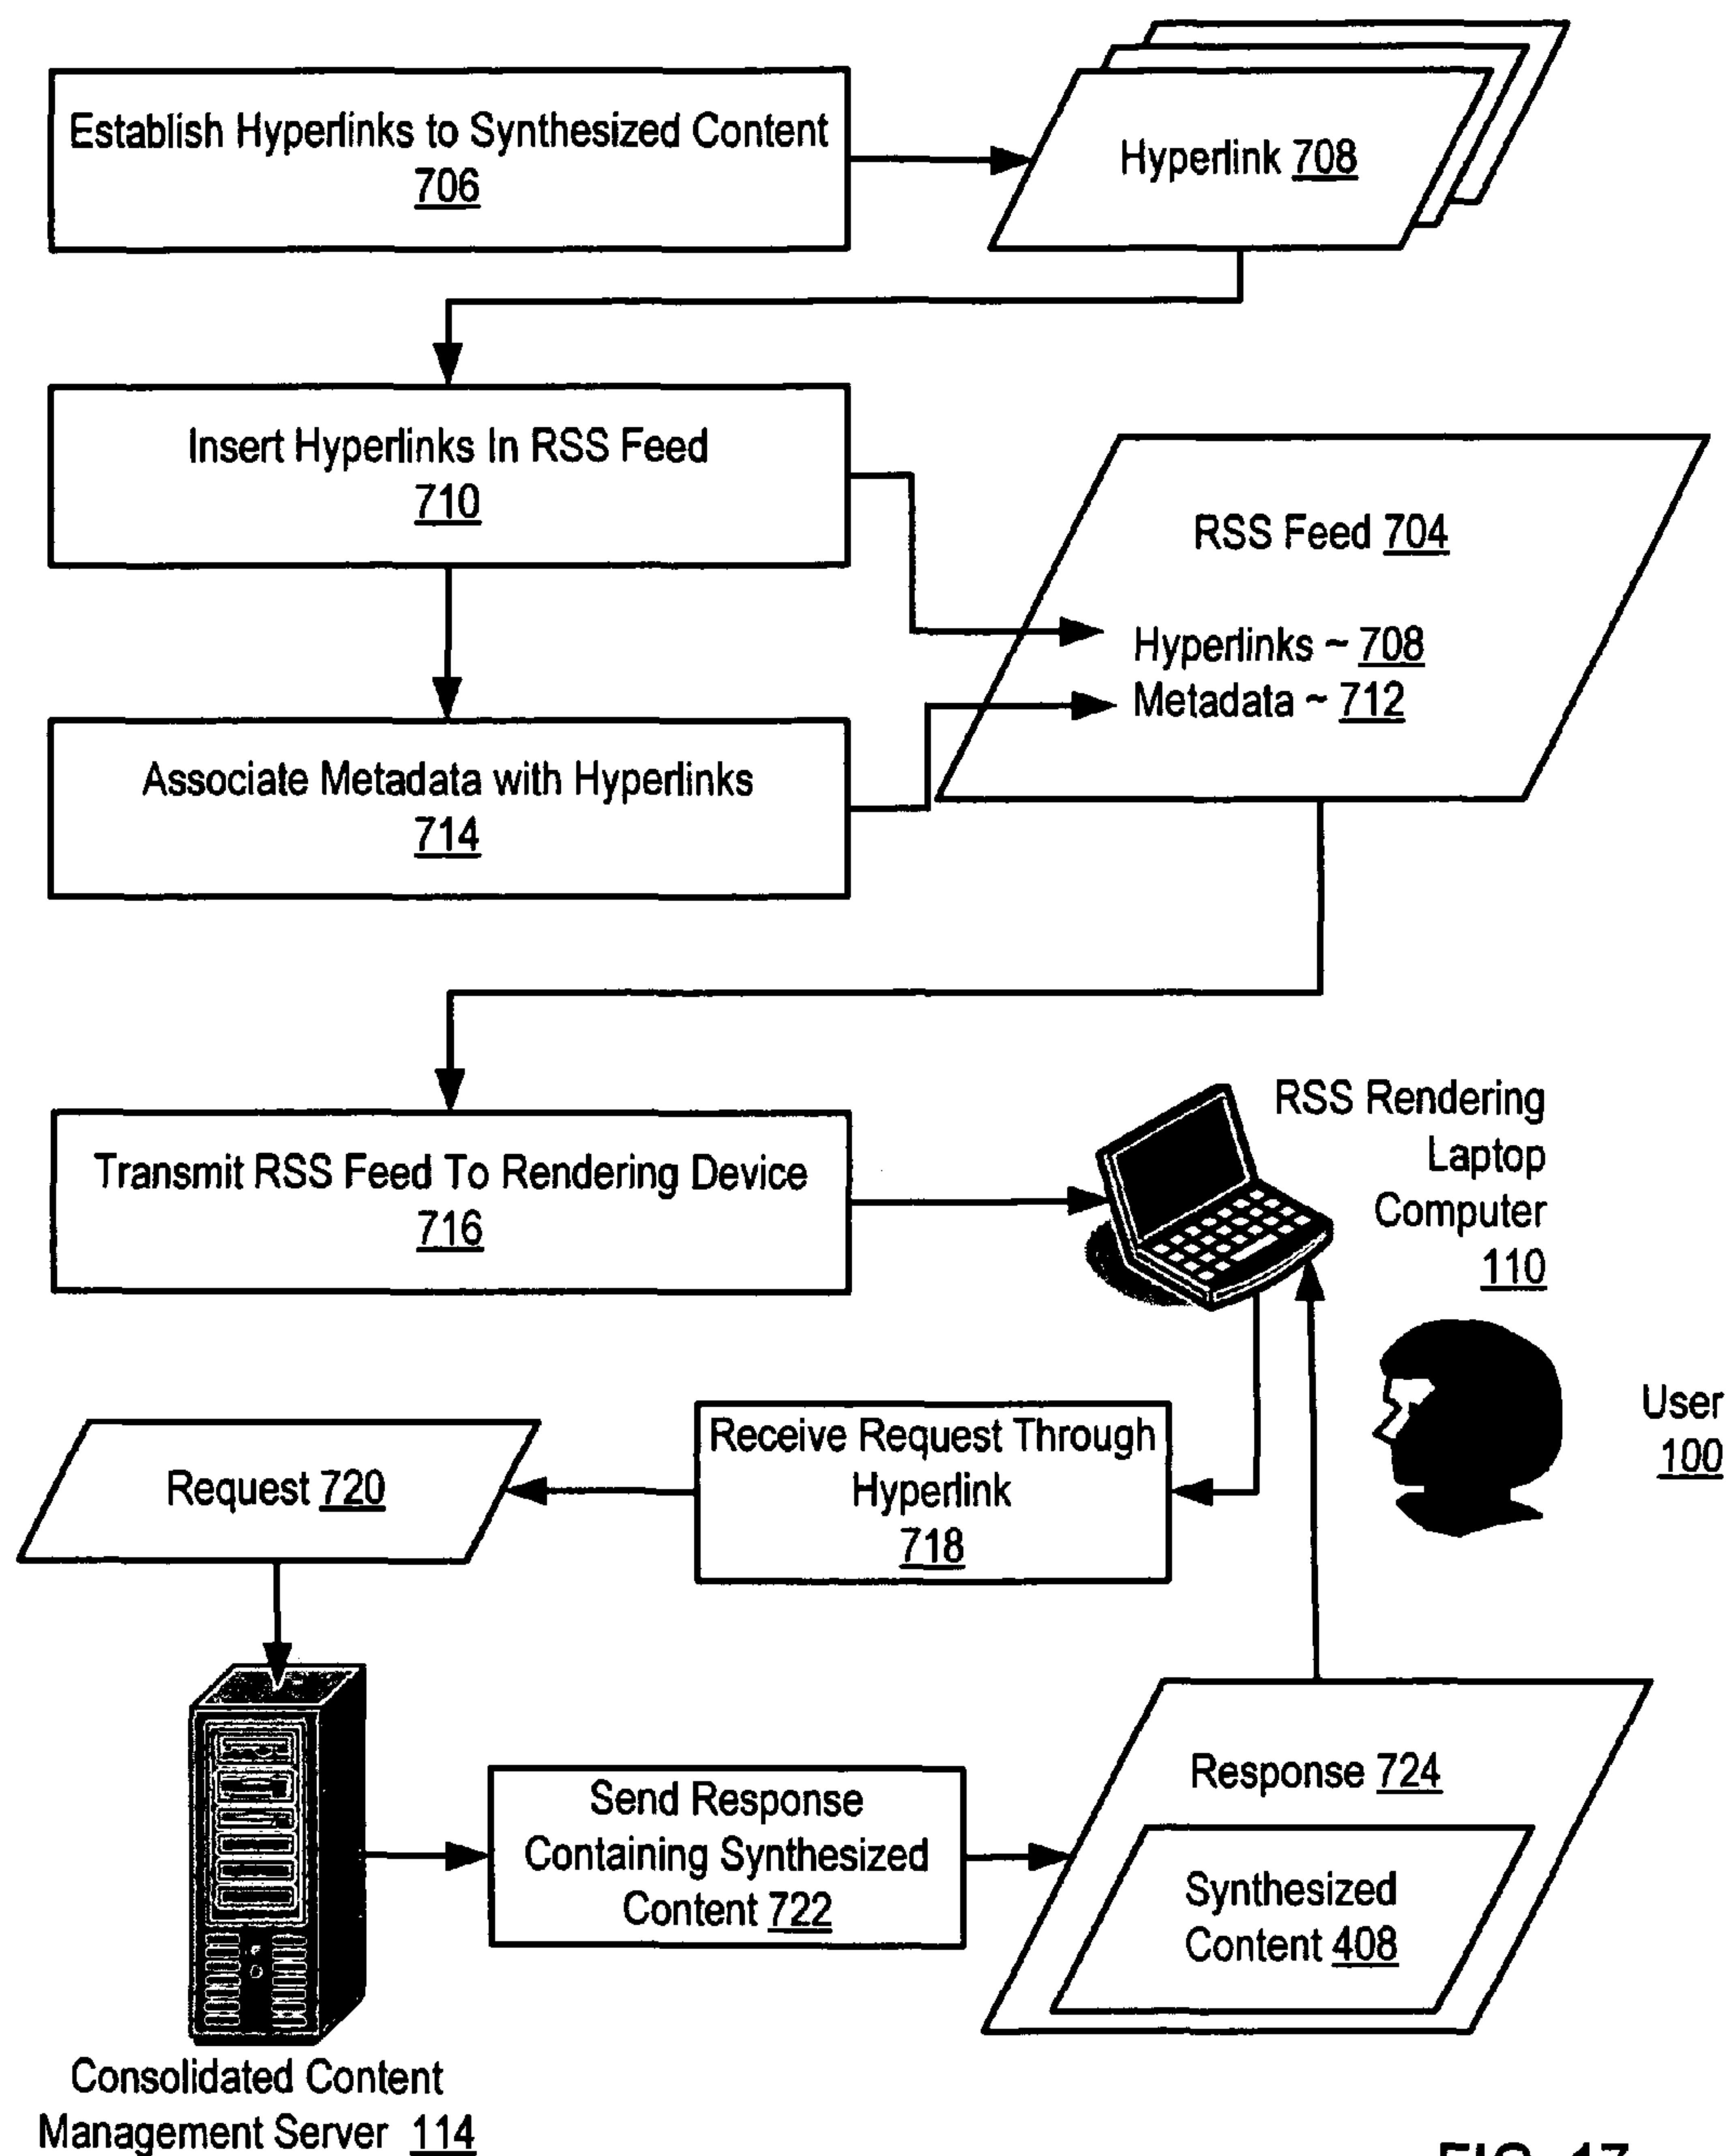 Establish Hyperlinks to Synthesized Content
706
Hyperlink 708
Insert Hyperlinks In RSS Feed
710
RSS Feed 704
Hyperlinks ~ 708
Metadata ~ 712
Associate Metadata with Hyperlinks
714
Transmit RSS Feed To Rendering Device
716
RSS Rendering
Laptop
Computer
110
User
100
Receive Request Through
Hyperlink
718
Request 720
Send Response
Containing Synthesized
Content 722
Response 724
Synthesized
Content 408
Consolidated Content
Management Server 114
FIG. 17